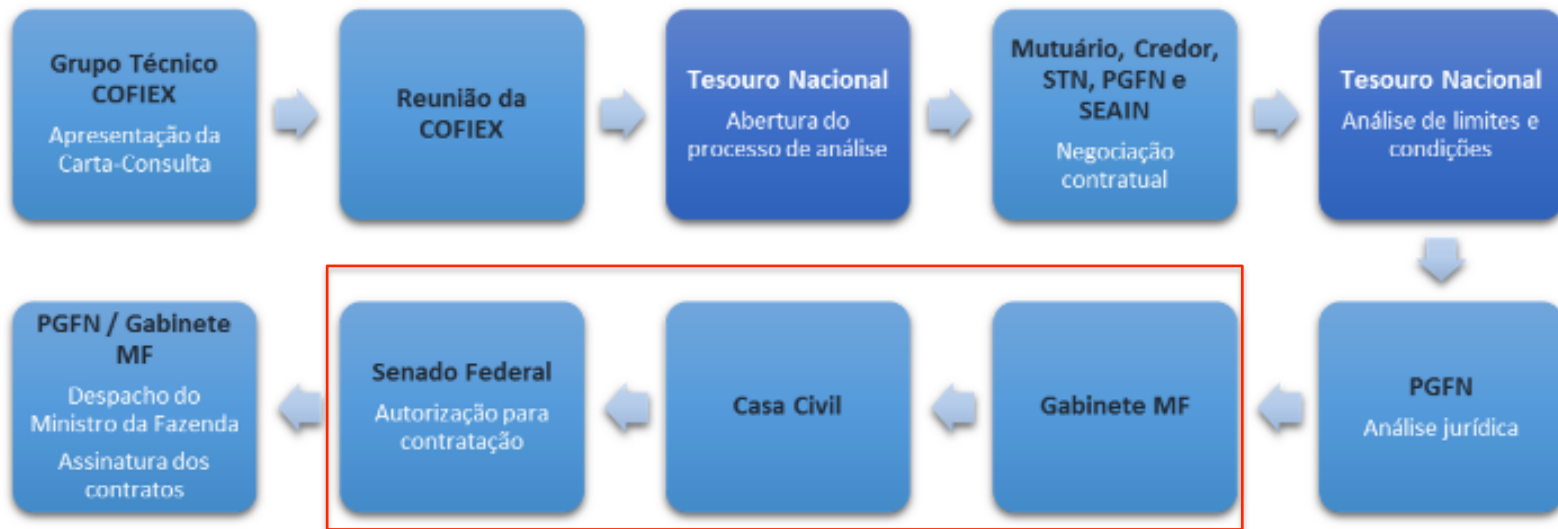 Grupo Técnico
COFIEX
Apresentação da
Carta-Consulta
Reunião da
COFIEX
Tesouro Nacional
Abertura do
processo de análise
Mutuário, Credor,
STN, PGFN e
SEAIN
Negociação
contratual
Tesouro Nacional
Análise de limites e
condições
PGFN
Análise jurídica
Gabinete MF
Casa Civil
Senado Federal
Autorização para
contratação
PGFN / Gabinete
MF
Despacho do
Ministro da Fazenda
Assinatura dos
contratos